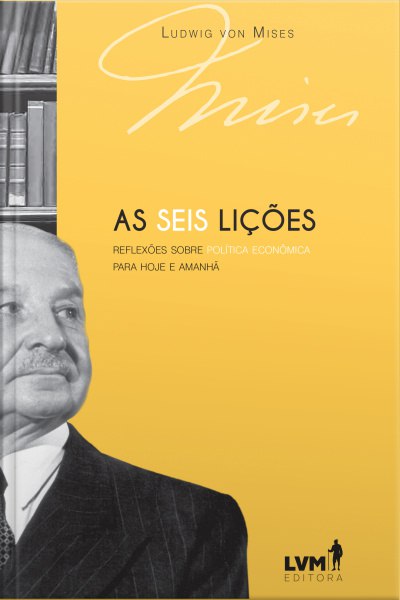 LUDWIG VON MISES
Mises
AS SEIS LIÇÕES
REFLEXÕES SOBRE POLÍTICA ECONÔMICA
PARA HOJE E AMANHÃ
LVM
EDITORA